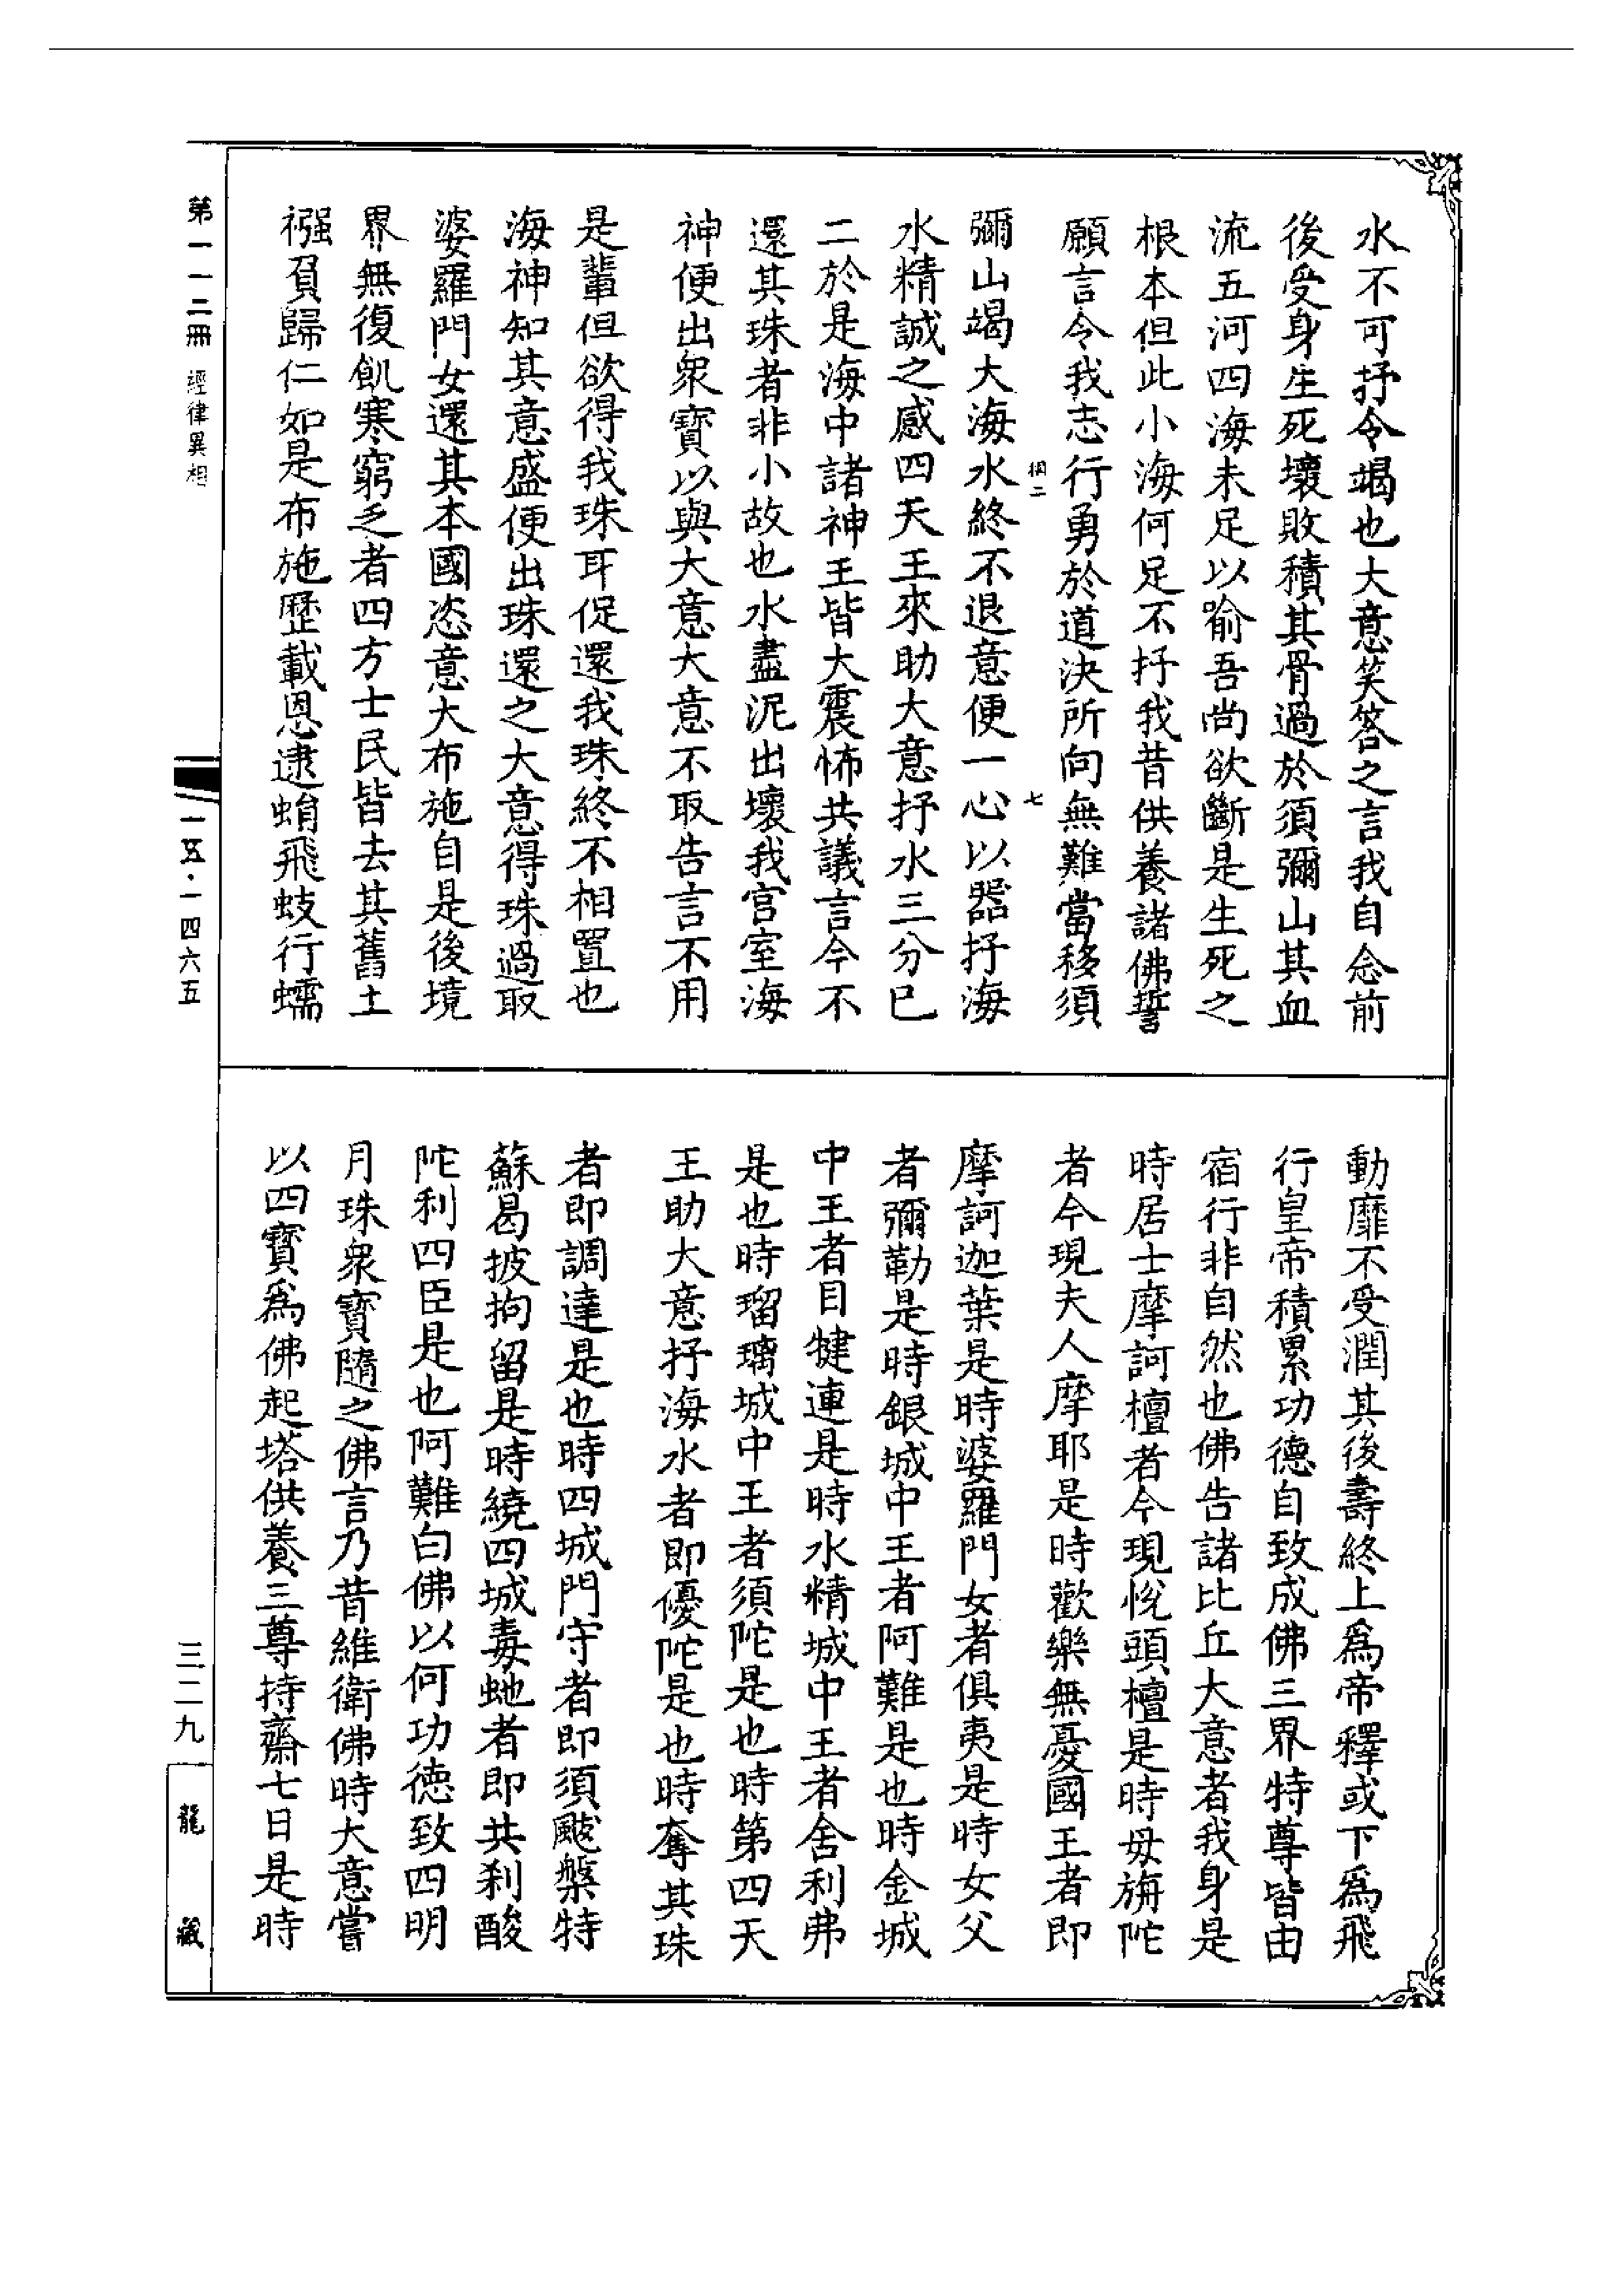 水不可抒令竭也大意笑答之言我自念前
後受身生死壞敗積其骨過於須彌山其血
流五河四海未足以喻吾尚欲斷是生死之
根本但此小海何足不抒我昔供養諸佛誓
願言令我志行勇於道決所向無難當移須
彌山竭大海水終不退意便一心以器抒海
水精誠之感四天王來助大意抒水三分已
二於是海中諸神王皆大震怖共議言今不
還其珠者非小故也水盡泥出壞我宮室海
神便出衆寶以與大意大意不取告言不用
是輩但欲得我珠耳促還我珠終不相置也
海神知其意盛便出珠還之大意得珠過取
婆羅門女還其本國恣意大布施自是後境
界無復飢寒窮乏者四方士民皆去其舊土
襁負歸仁如是布施歷載恩逮蜎飛蚑行蠕
動靡不受潤其後壽終上爲帝釋或下爲飛
行皇帝積累功德自致成佛三界特尊皆由
宿行非自然也佛告諸比丘大意者我身是
時居士摩訶檀者今現悅頭檀是時母旃陀
者今現夫人摩耶是時歡樂無憂國王者即
摩訶迦葉是時婆羅門女者俱夷是時女父
者彌勒是時銀城中王者阿難是也時金城
中王者目犍連是時水精城中王者舍利弗
是也時瑠璃城中王者須陀是也時第四天
王助大意抒海水者即優陀是也時奪其珠
者即調達是也時四城門守者即須颰槃特
蘇曷披拘留是時繞四城毒虵者即共刹酸
陀利四臣是也阿難白佛以何功德致四明
月珠衆寶隨之佛言乃昔維衛佛時大意嘗
以四寶爲佛起塔供養三尊持齋七日是時
第一一二冊 經律異相
一五·一四六五
三二九
龍藏
七